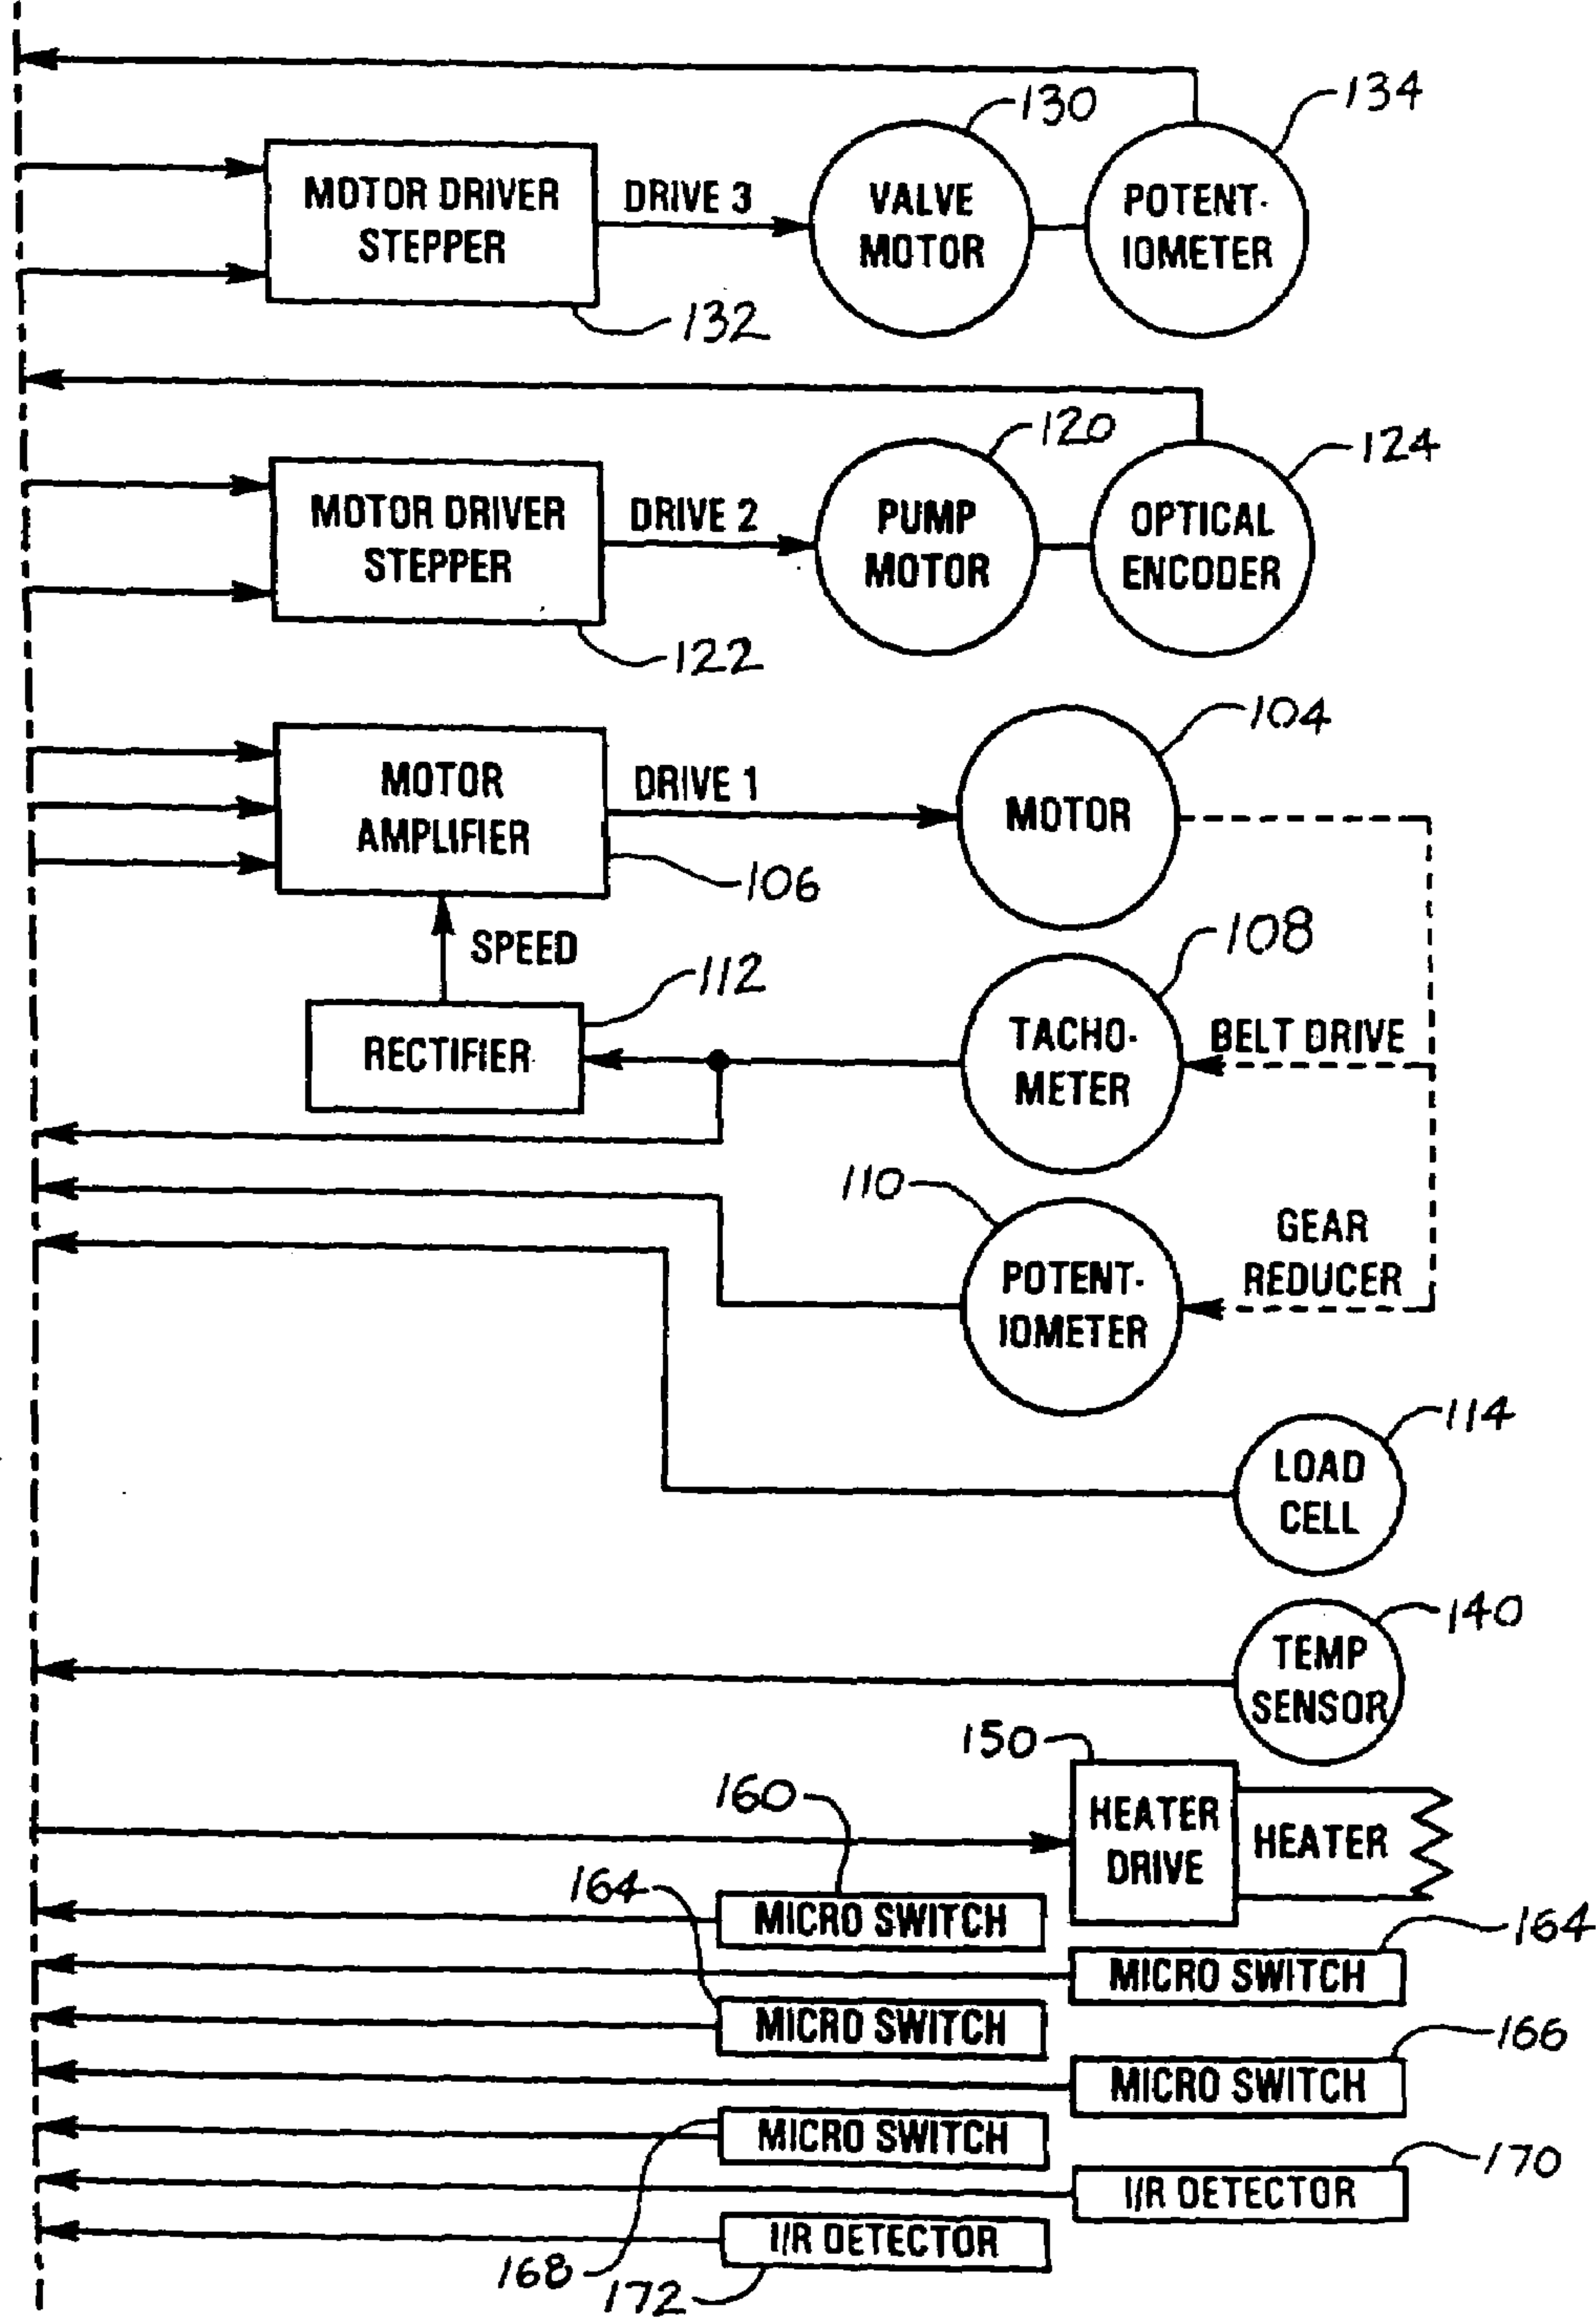 130
134
MOTOR DRIVER
STEPPER
DRIVE 3
VALVE
MOTOR
POTENT-
IOMETER
132
120
124
MOTOR DRIVER
STEPPER
DRIVE 2
PUMP
MOTOR
OPTICAL
ENCODER
122
104
MOTOR
AMPLIFIER
DRIVE 1
MOTOR
106
108
SPEED
112
RECTIFIER
TACHO-
METER
BELT DRIVE
110
GEAR
REDUCER
POTENT-
IOMETER
114
LOAD
CELL
140
TEMP
SENSOR
150
160
HEATER
DRIVE
HEATER
164
MICRO SWITCH
164
MICRO SWITCH
MICRO SWITCH
166
MICRO SWITCH
MICRO SWITCH
170
I/R DETECTOR
I/R DETECTOR
168
172